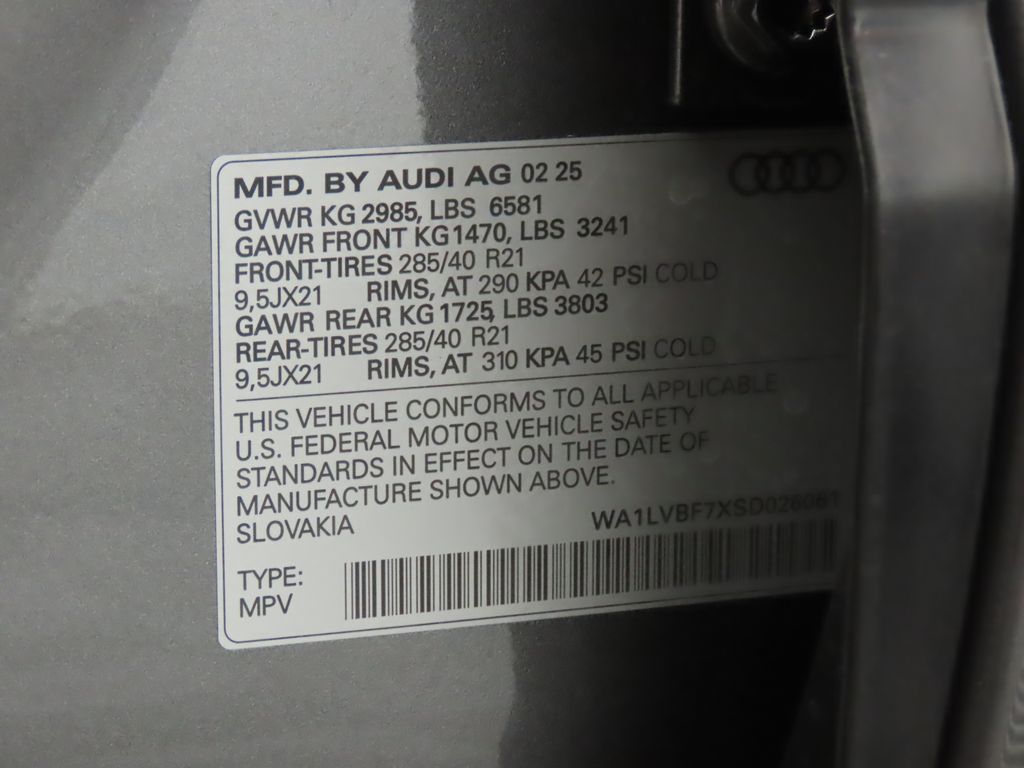 MFD. BY AUDI AG 02 25
GVWR KG 2985, LBS 6581
GAWR FRONT KG1470, LBS 3241
FRONT-TIRES 285/40 R21
9,5JX21 RIMS, AT 290 KPA 42 PSI COLD
GAWR REAR KG 1725, LBS 3803
REAR-TIRES 285/40 R21
9,5JX21 RIMS, AT 310 KPA 45 PSI COLD
THIS VEHICLE CONFORMS TO ALL APPLICABLE
U.S. FEDERAL MOTOR VEHICLE SAFETY
STANDARDS IN EFFECT ON THE DATE OF
MANUFACTURE SHOWN ABOVE.
SLOVAKIA WA1LVBF7XSD026061
TYPE:
MPV